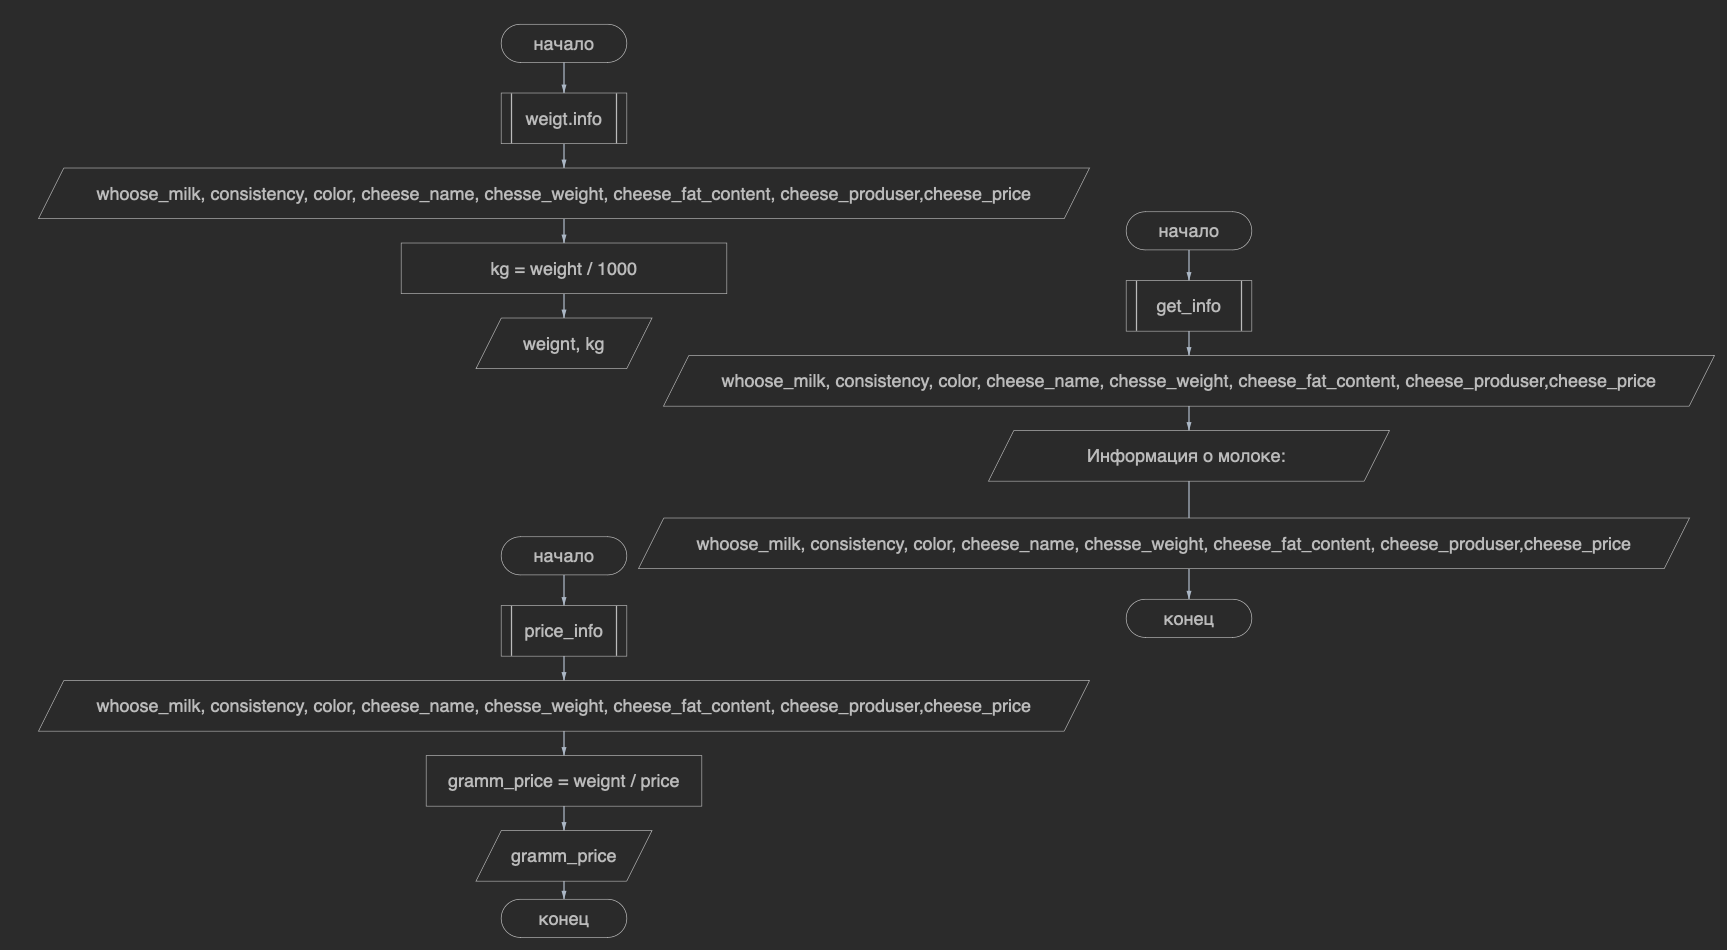 начало
weigt.info
whoose_milk, consistency, color, cheese_name, chesse_weight, cheese_fat_content, cheese_produser,cheese_price
kg = weight / 1000
weignt, kg
начало
get_info
whoose_milk, consistency, color, cheese_name, chesse_weight, cheese_fat_content, cheese_produser,cheese_price
Информация о молоке:
whoose_milk, consistency, color, cheese_name, chesse_weight, cheese_fat_content, cheese_produser,cheese_price
конец
начало
price_info
whoose_milk, consistency, color, cheese_name, chesse_weight, cheese_fat_content, cheese_produser,cheese_price
gramm_price = weignt / price
gramm_price
конец